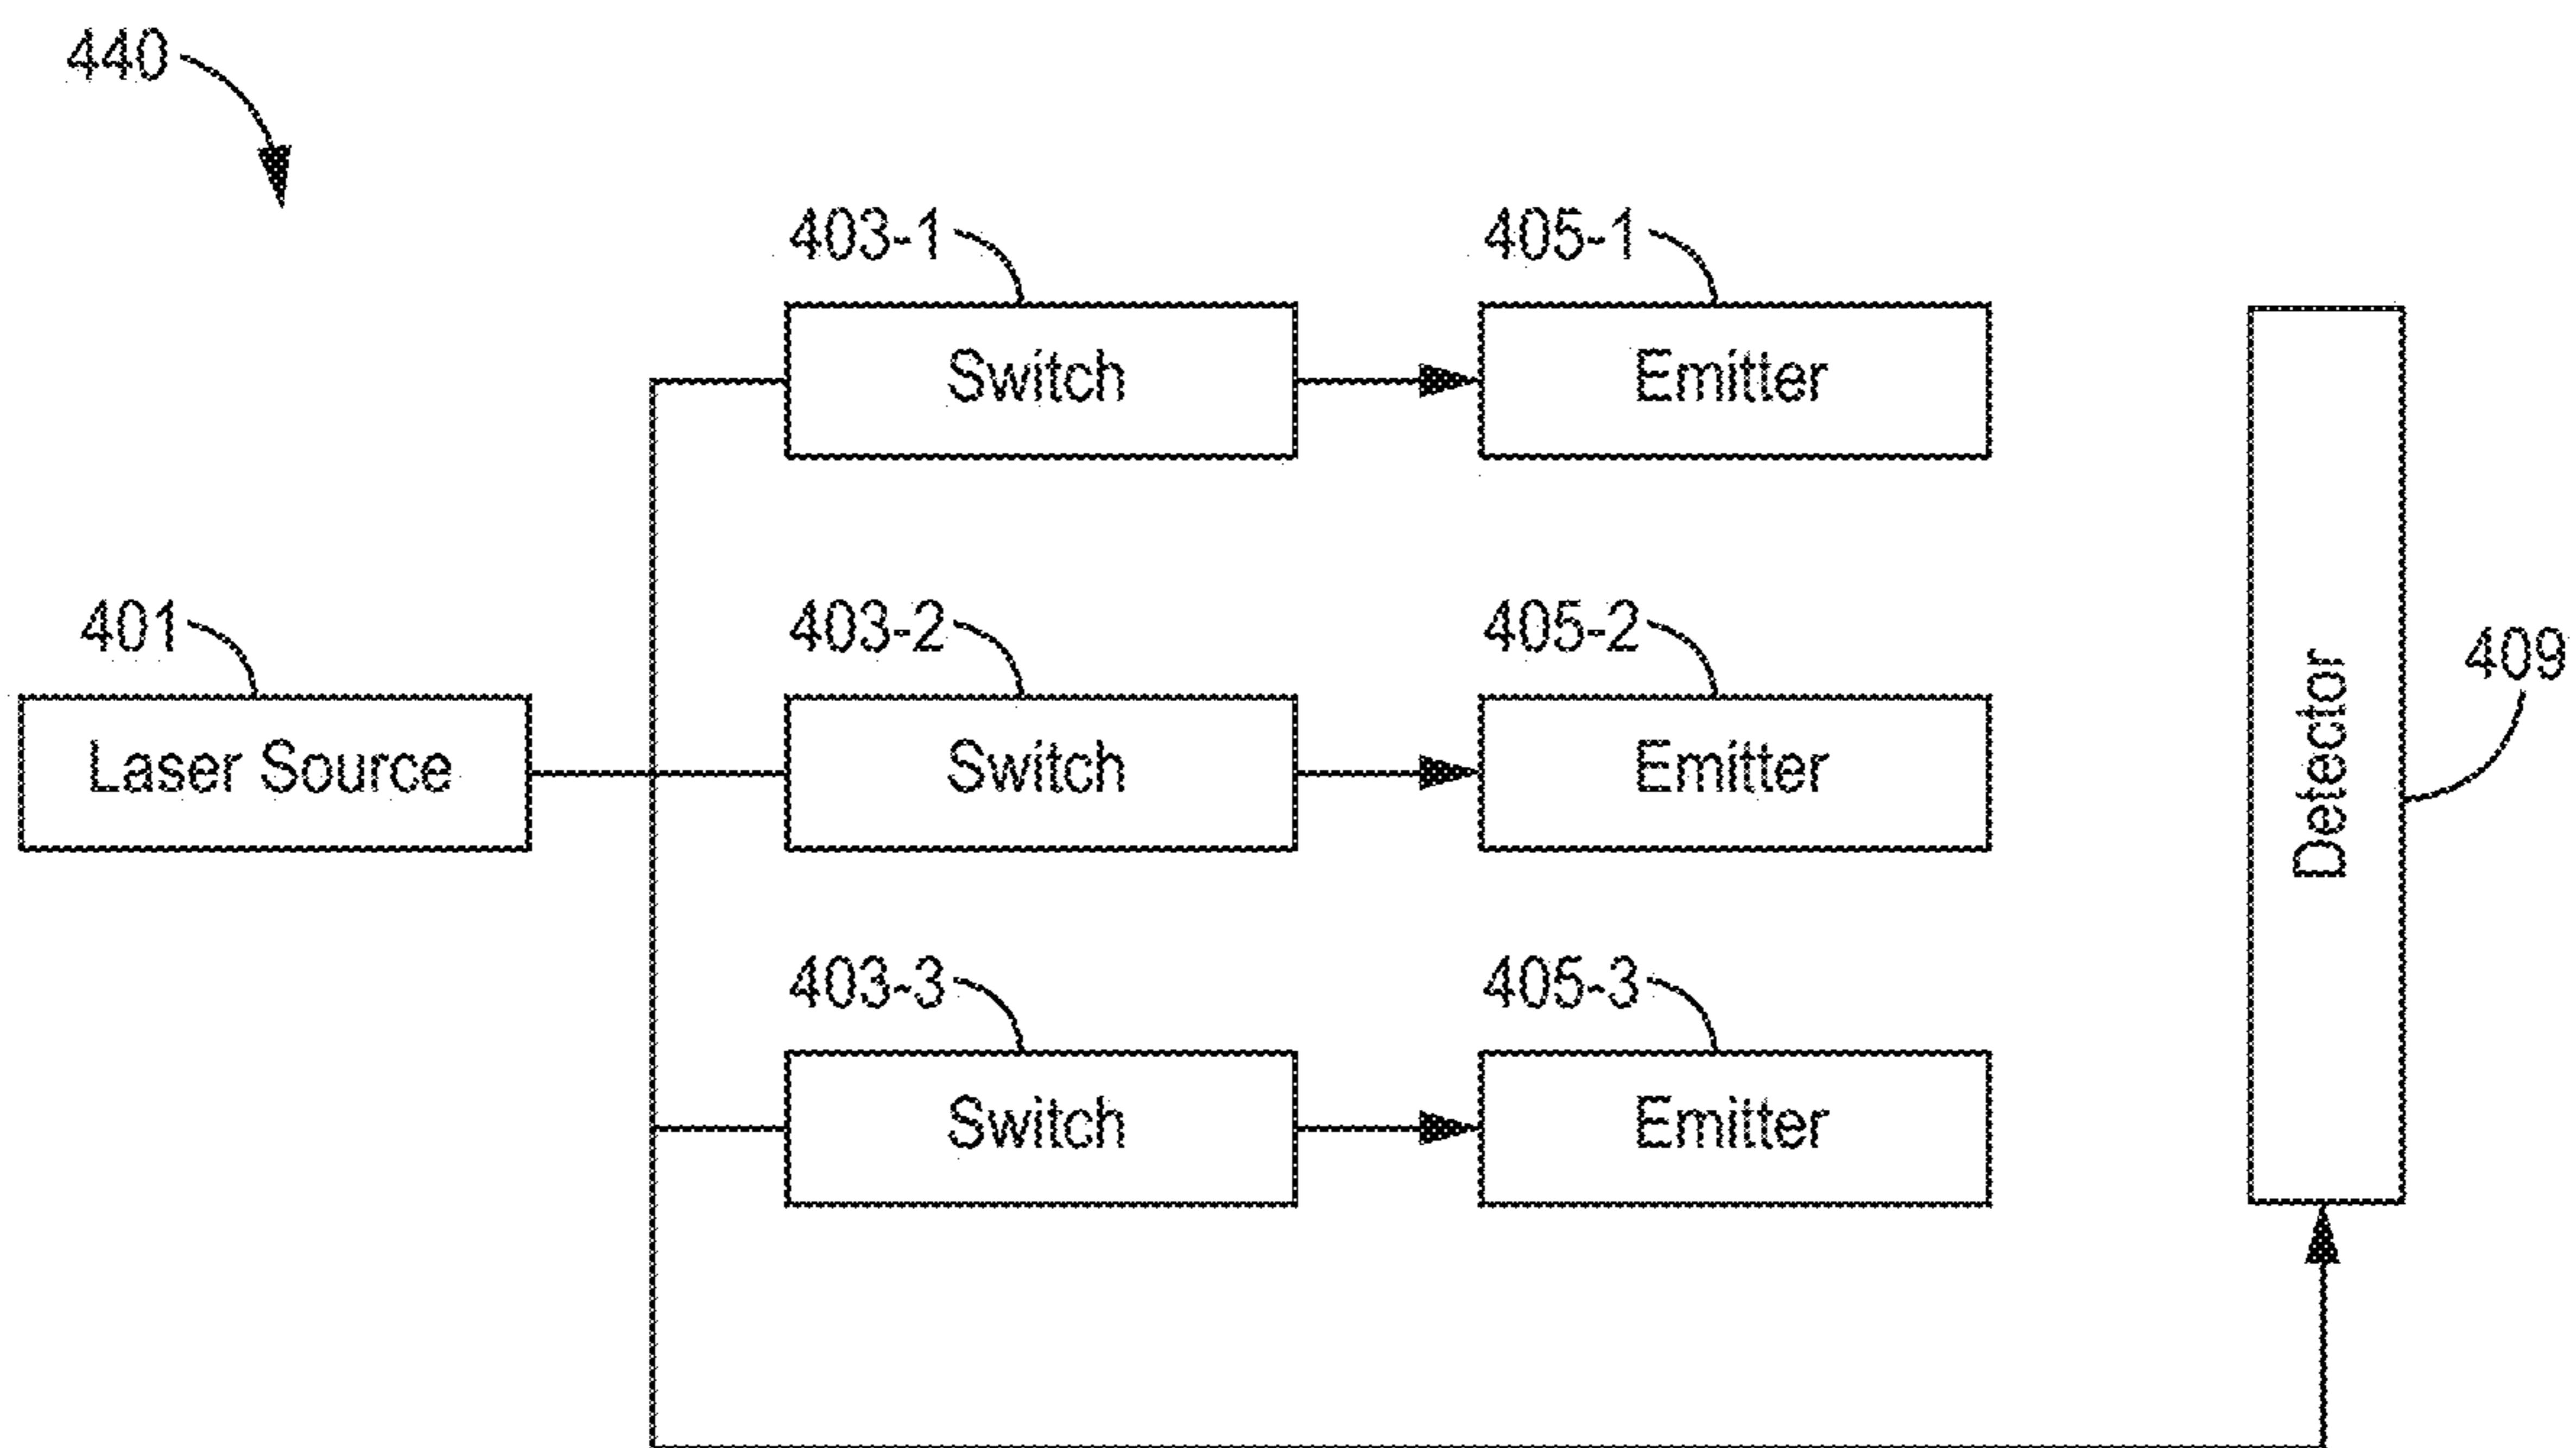 440
403-1
405-1
Switch
Emitter
401
403-2
405-2
409
Laser Source
Switch
Emitter
Detector
403-3
405-3
Switch
Emitter